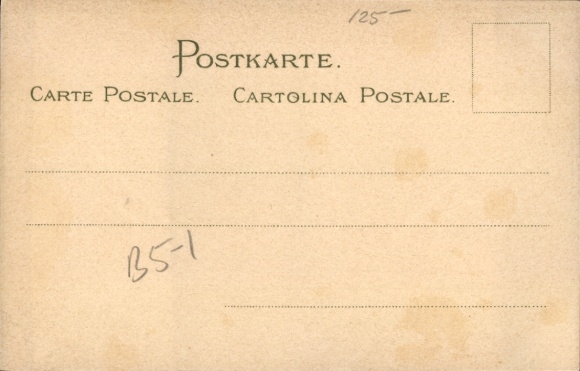 125-
POSTKARTE.
CARTE POSTALE. CARTOLINA POSTALE.
B5-1